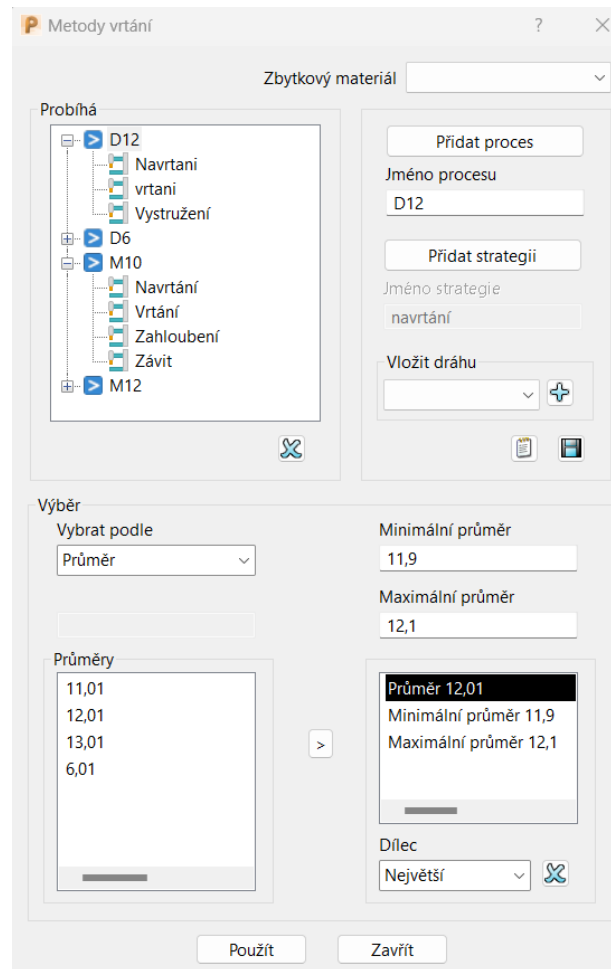 Metody vrtání
Zbytkový materiál
Probíhá
D12
Navrtani
vrtani
Vystružení
D6
M10
Navrtání
Vrtání
Zahloubení
Závit
M12
Přidat proces
Jméno procesu
D12
Přidat strategii
Jméno strategie
navrtání
Vložit dráhu
Výběr
Vybrat podle
Průměr
Minimální průměr
11,9
Maximální průměr
12,1
Průměry
11,01
12,01
13,01
6,01
>
Průměr 12,01
Minimální průměr 11,9
Maximální průměr 12,1
Dílec
Největší
Použít
Zavřít